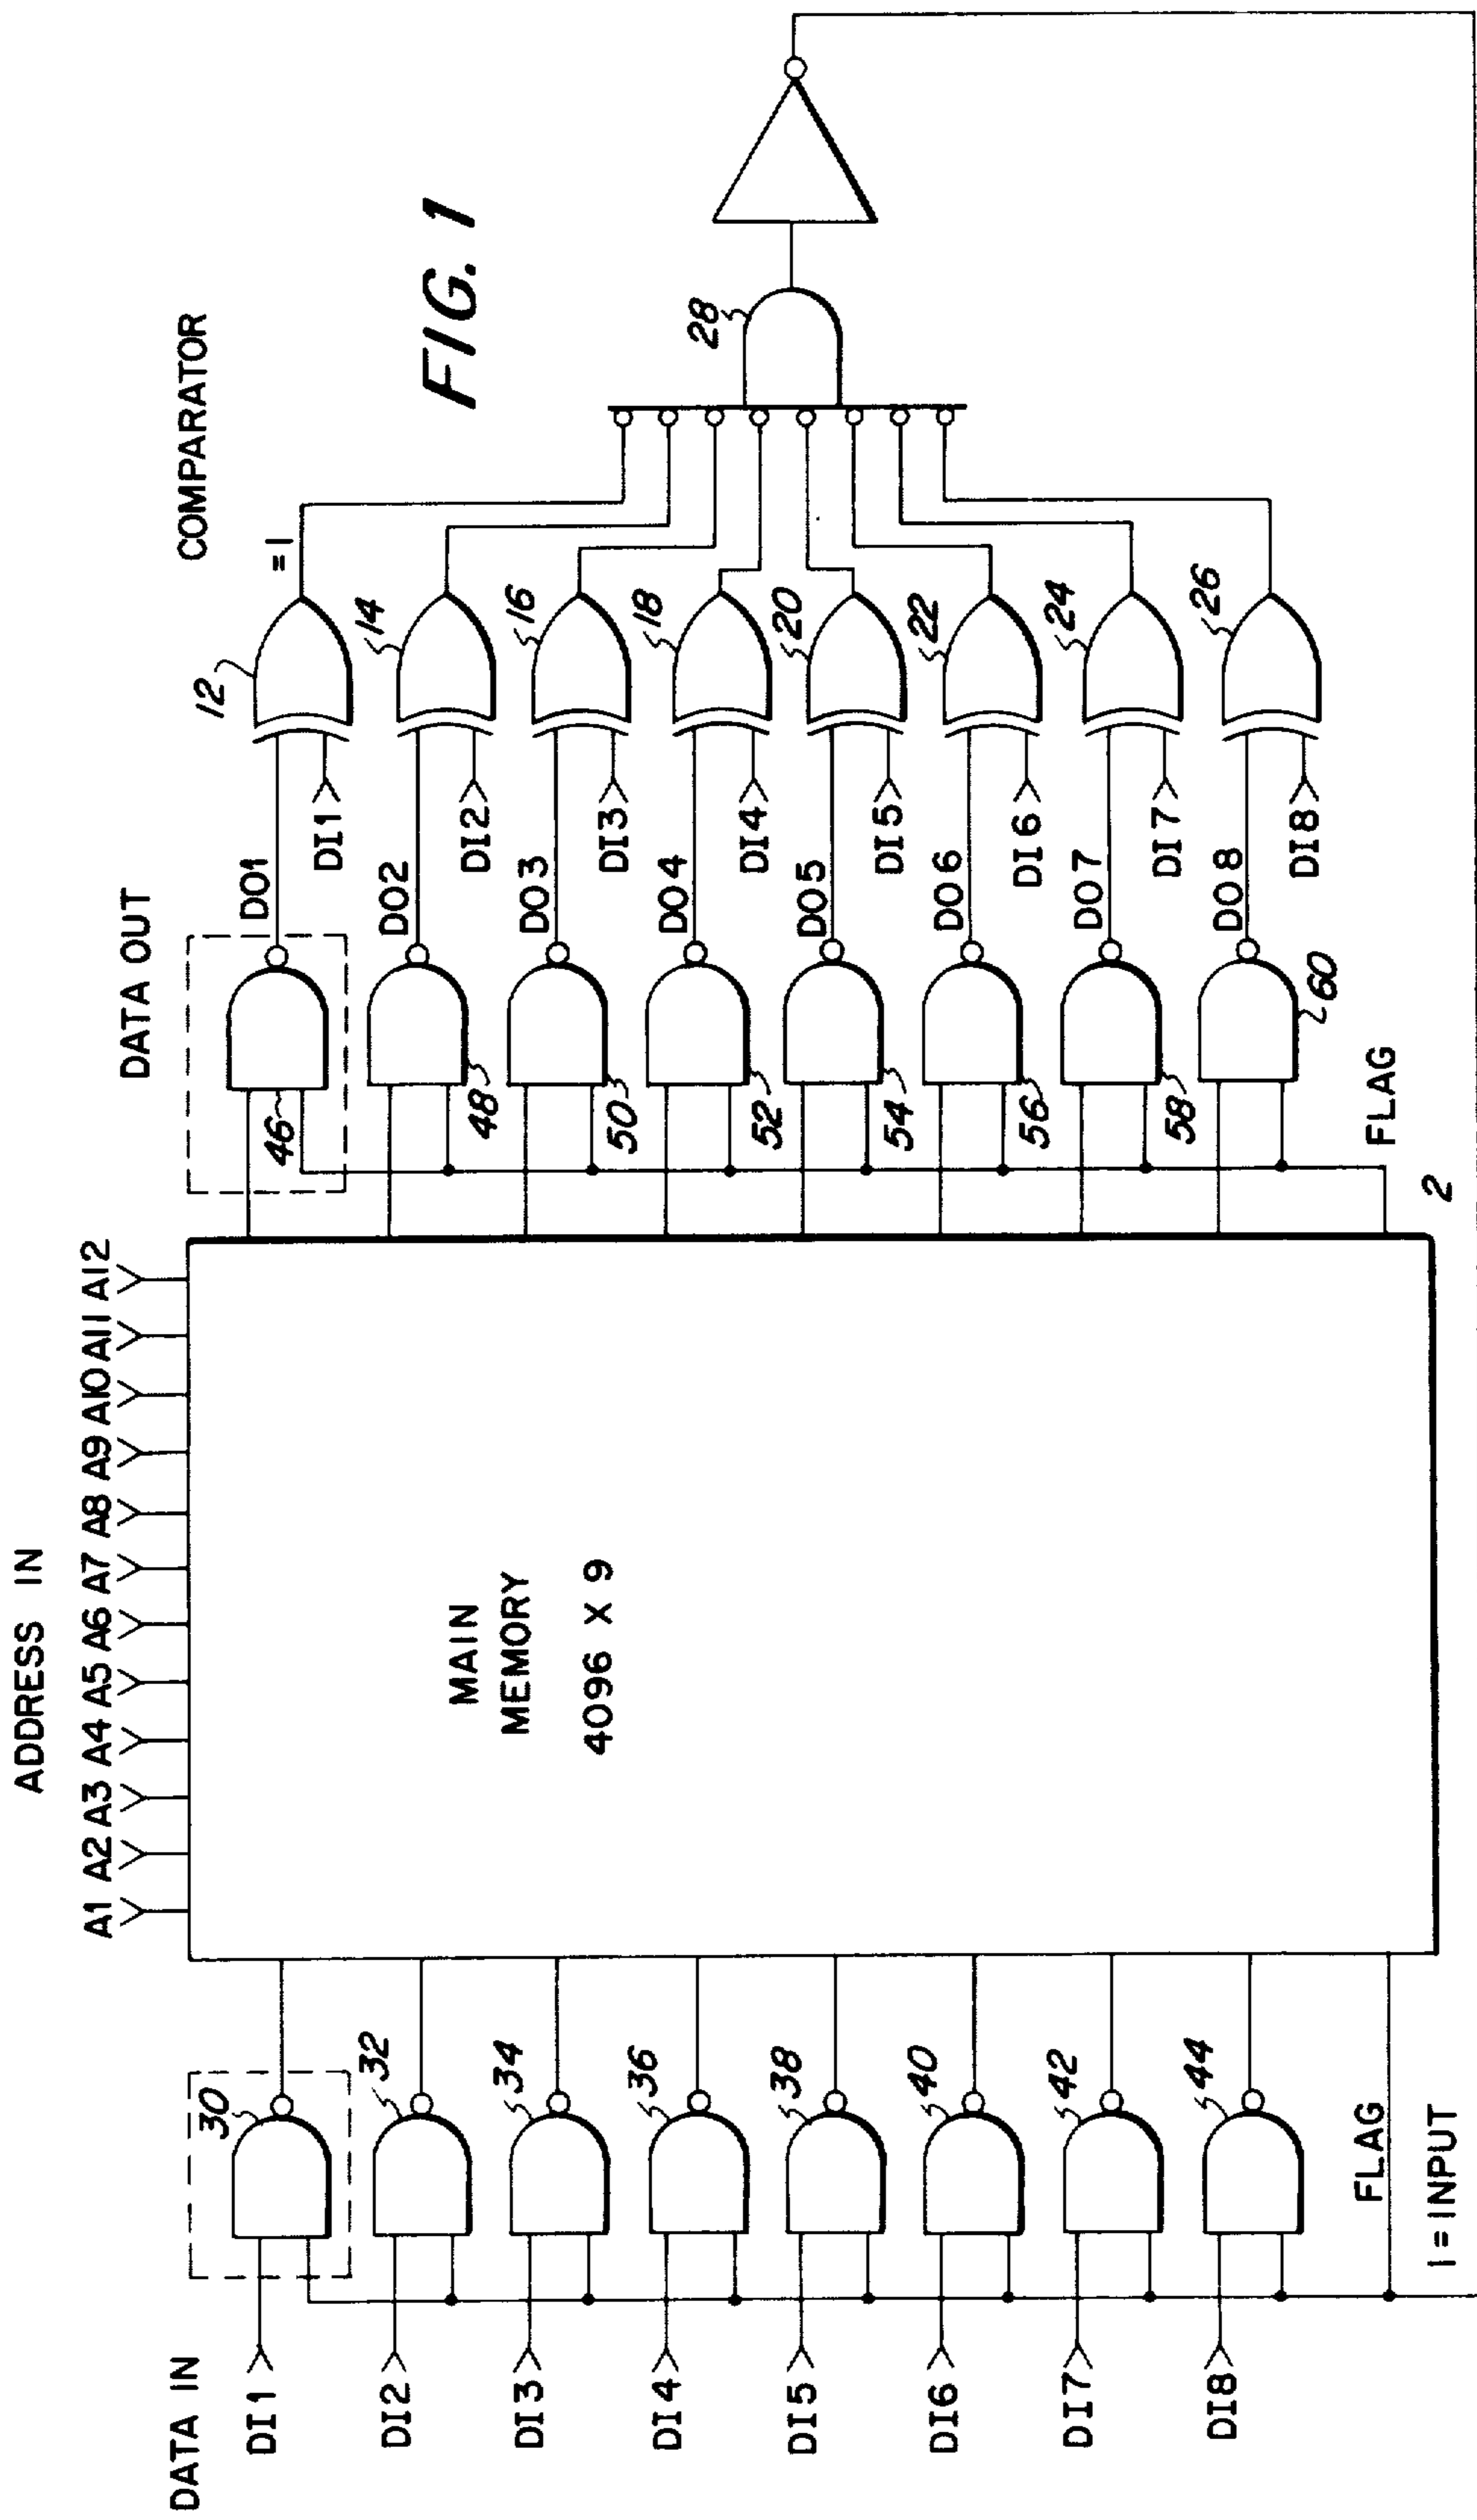 ADDRESS IN
A1 A2 A3 A4 A5 A6 A7 A8 A9 A10 A11 A12
DATA IN
DATA OUT
COMPARATOR
FIG. 1
MAIN
MEMORY
4096 X 9
DI1
DI2
DI3
DI4
DI5
DI6
DI7
DI8
30
32
34
36
38
40
42
44
FLAG
1 = INPUT
46
48
50
52
54
56
58
60
FLAG
2
DO1
DO2
DO3
DO4
DO5
DO6
DO7
DO8
DI1
DI2
DI3
DI4
DI5
DI6
DI7
DI8
12
= 1
14
16
18
20
22
24
26
28